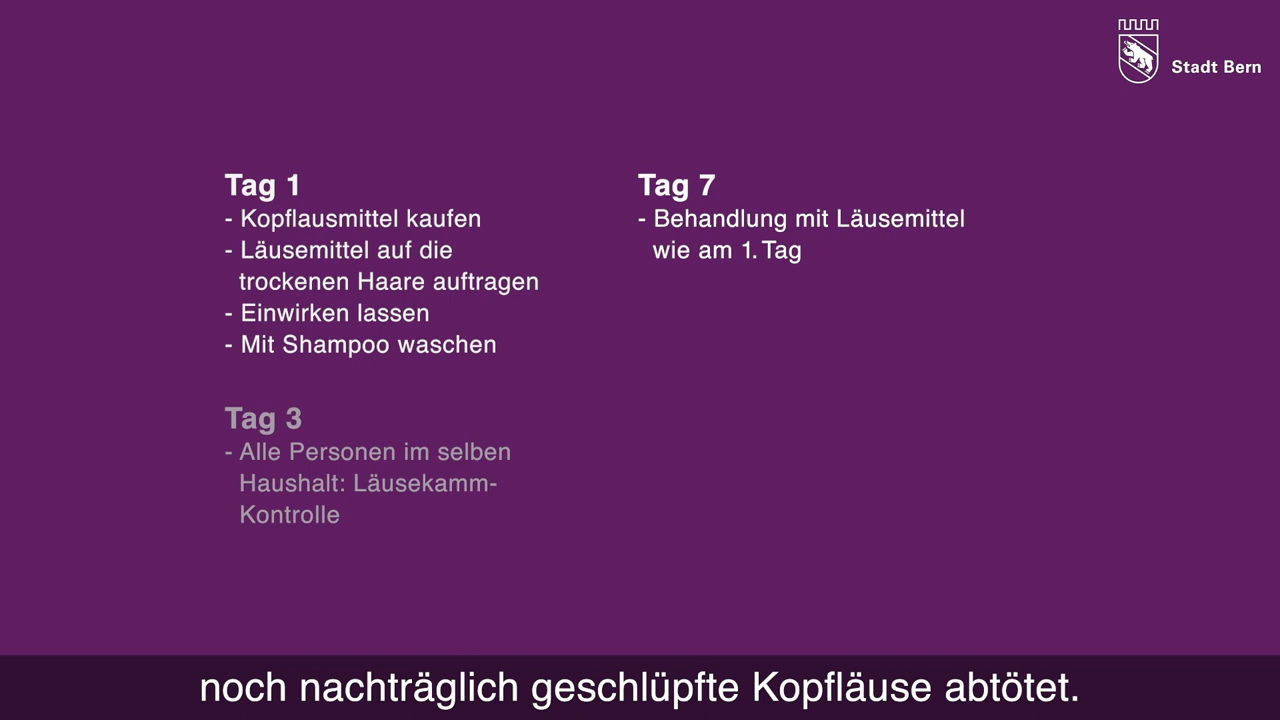 Stadt Bern
Tag 1
- Kopflausmittel kaufen
- Läusemittel auf die
trockenen Haare auftragen
- Einwirken lassen
- Mit Shampoo waschen
Tag 3
- Alle Personen im selben
Haushalt: Läusekamm-
Kontrolle
Tag 7
- Behandlung mit Läusemittel
wie am 1. Tag
noch nachträglich geschlüpfte Kopfläuse abtötet.